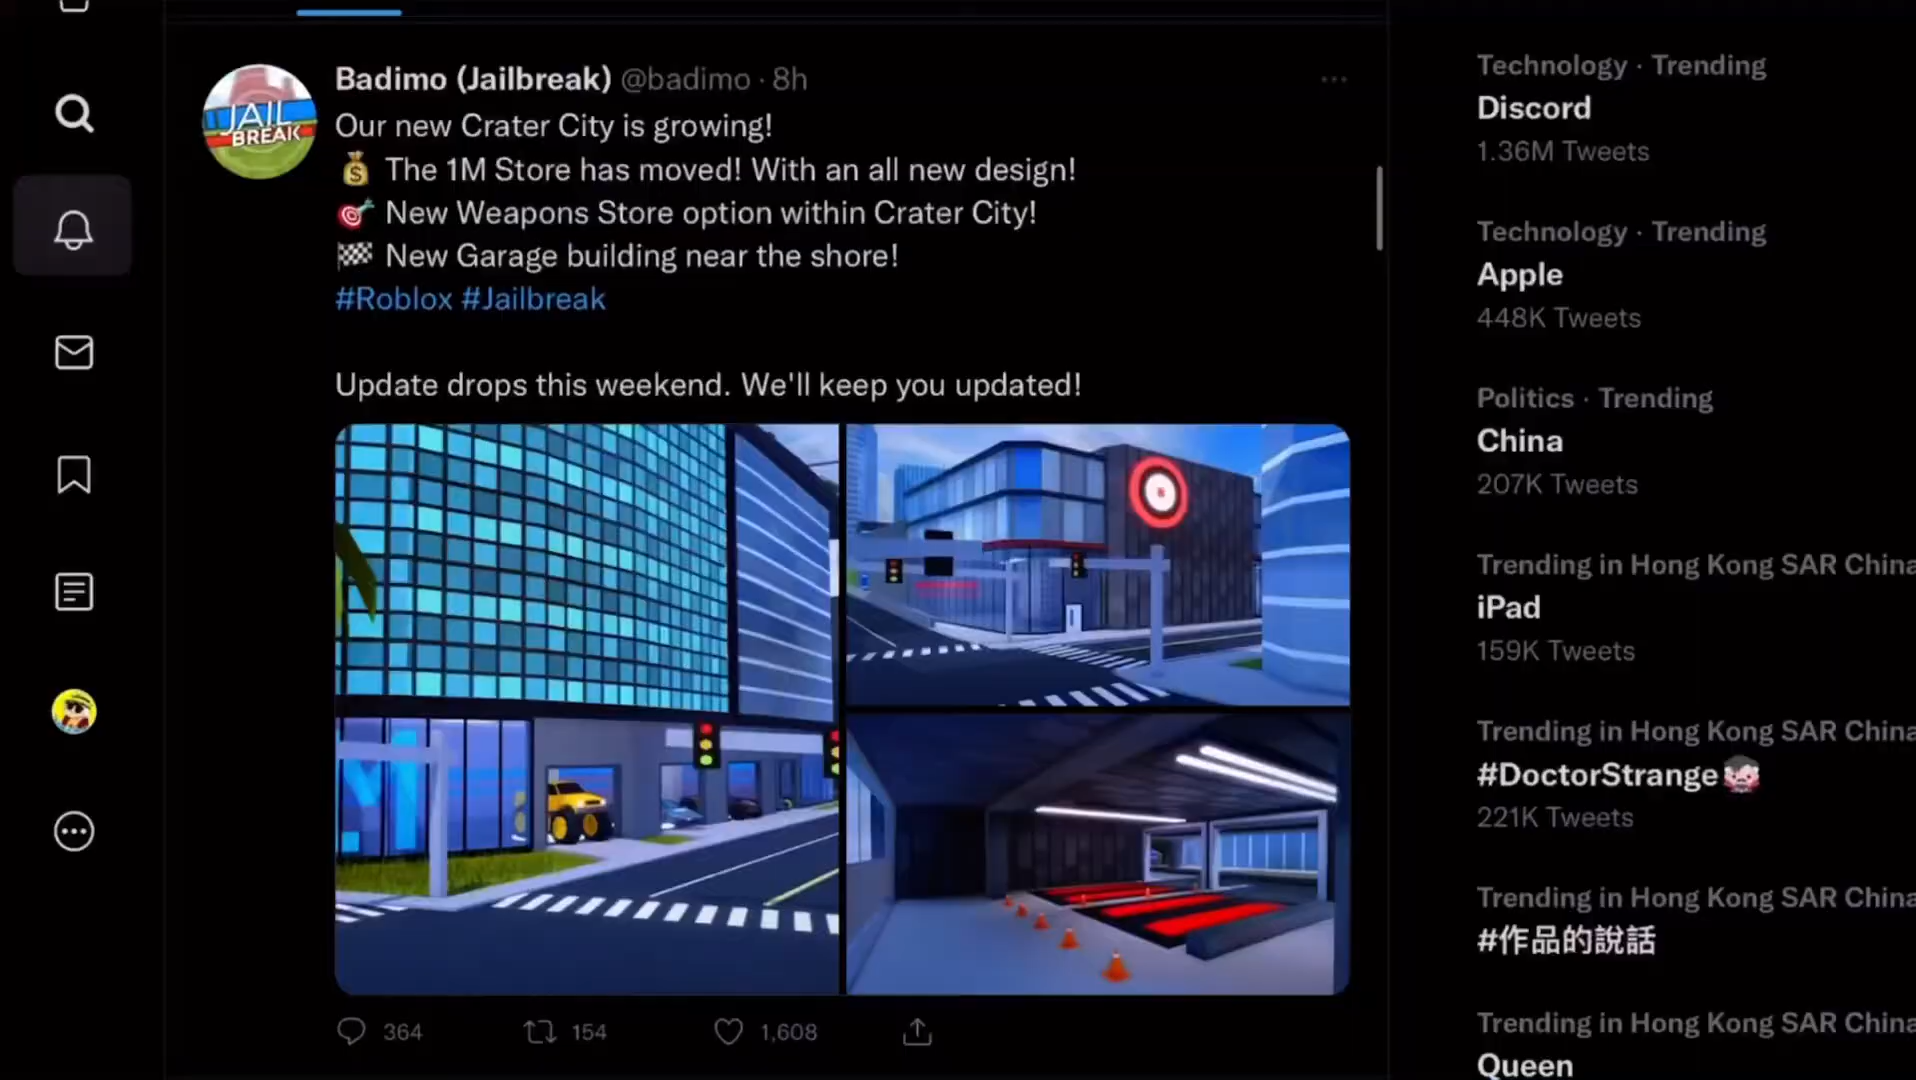 Badimo (Jailbreak) @badimo · 8h
Our new Crater City is growing!
💰 The 1M Store has moved! With an all new design!
🎯 New Weapons Store option within Crater City!
🏁 New Garage building near the shore!
#Roblox #Jailbreak
Update drops this weekend. We'll keep you updated!
JAIL
BREAK
364
154
1,608
Technology · Trending
Discord
1.36M Tweets
Technology · Trending
Apple
448K Tweets
Politics · Trending
China
207K Tweets
Trending in Hong Kong SAR China
iPad
159K Tweets
Trending in Hong Kong SAR China
#DoctorStrange
221K Tweets
Trending in Hong Kong SAR China
#作品的說話
Trending in Hong Kong SAR China
Queen